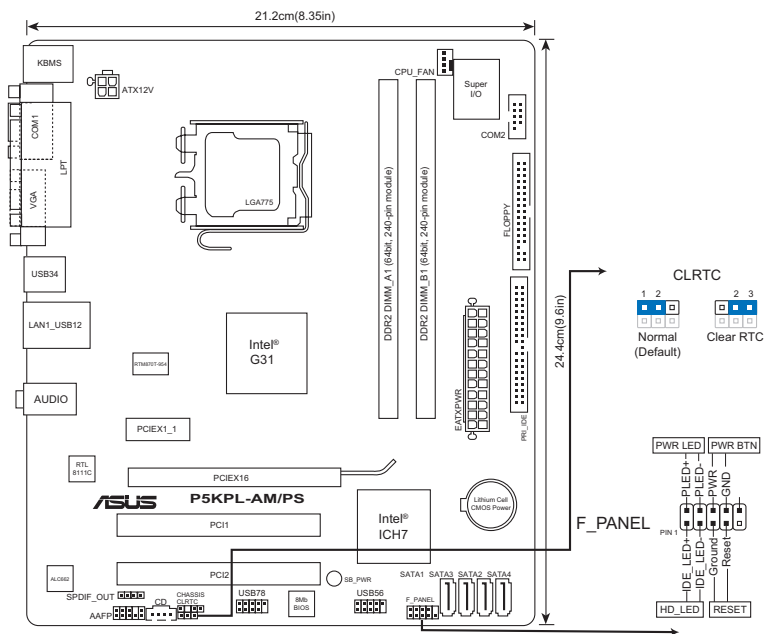 21.2cm(8.35in)
KBMS
ATX12V
CPU_FAN
Super
I/O
COM2
COM1
LPT
VGA
LGA775
DDR2 DIMM_A1 (64bit, 240-pin module)
DDR2 DIMM_B1 (64bit, 240-pin module)
FLOPPY
24.4cm(9.6in)
USB34
LAN1_USB12
AUDIO
Intel®
G31
RTM876T-954
EATXPWR
PRI_IDE
PCIEX1_1
RTL
8111C
PCIEX16
ASUS
P5KPL-AM/PS
PCI1
Intel®
ICH7
Lithium Cell
CMOS Power
ALC662
PCI2
SB_PWR
SATA1 SATA3 SATA2 SATA4
SPDIF_OUT
AAFP
CD
CHASSIS
CLRTC
USB78
8Mb
BIOS
USB56
F_PANEL
CLRTC
1 2
2 3
Normal
(Default)
Clear RTC
PWR LED
PWR BTN
PLED+
PLED-
PWR
GND
F_PANEL
PIN 1
IDE_LED+
IDE_LED-
Ground
Reset
HD_LED
RESET